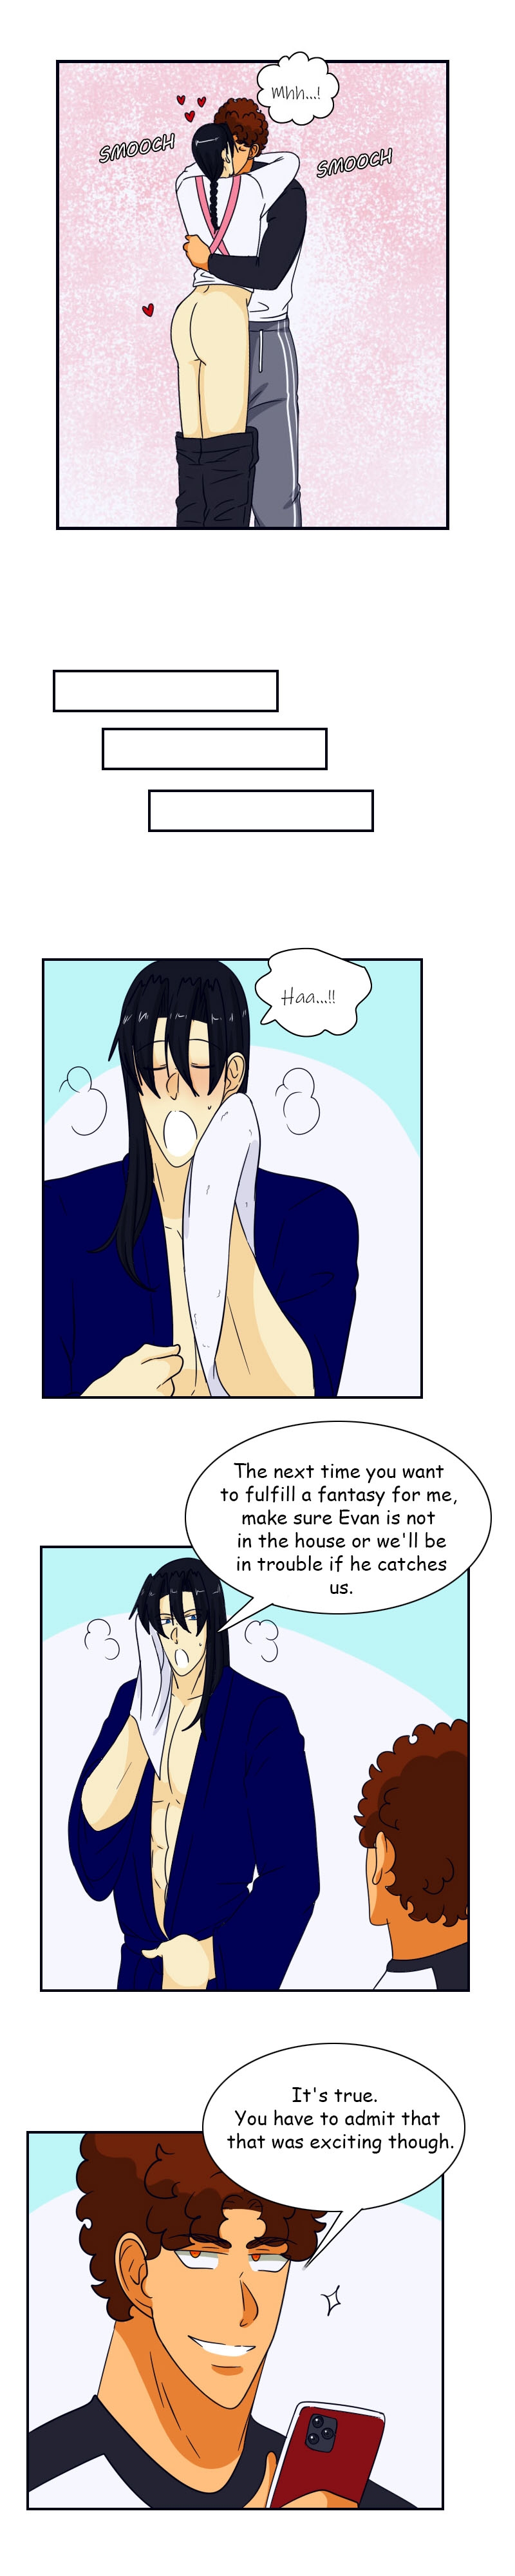 Mhh...!
SMOOCH
SMOOCH
Haa...!!
The next time you want
to fulfill a fantasy for me,
make sure Evan is not
in the house or we'll be
in trouble if he catches
us.
It's true.
You have to admit that
that was exciting though.